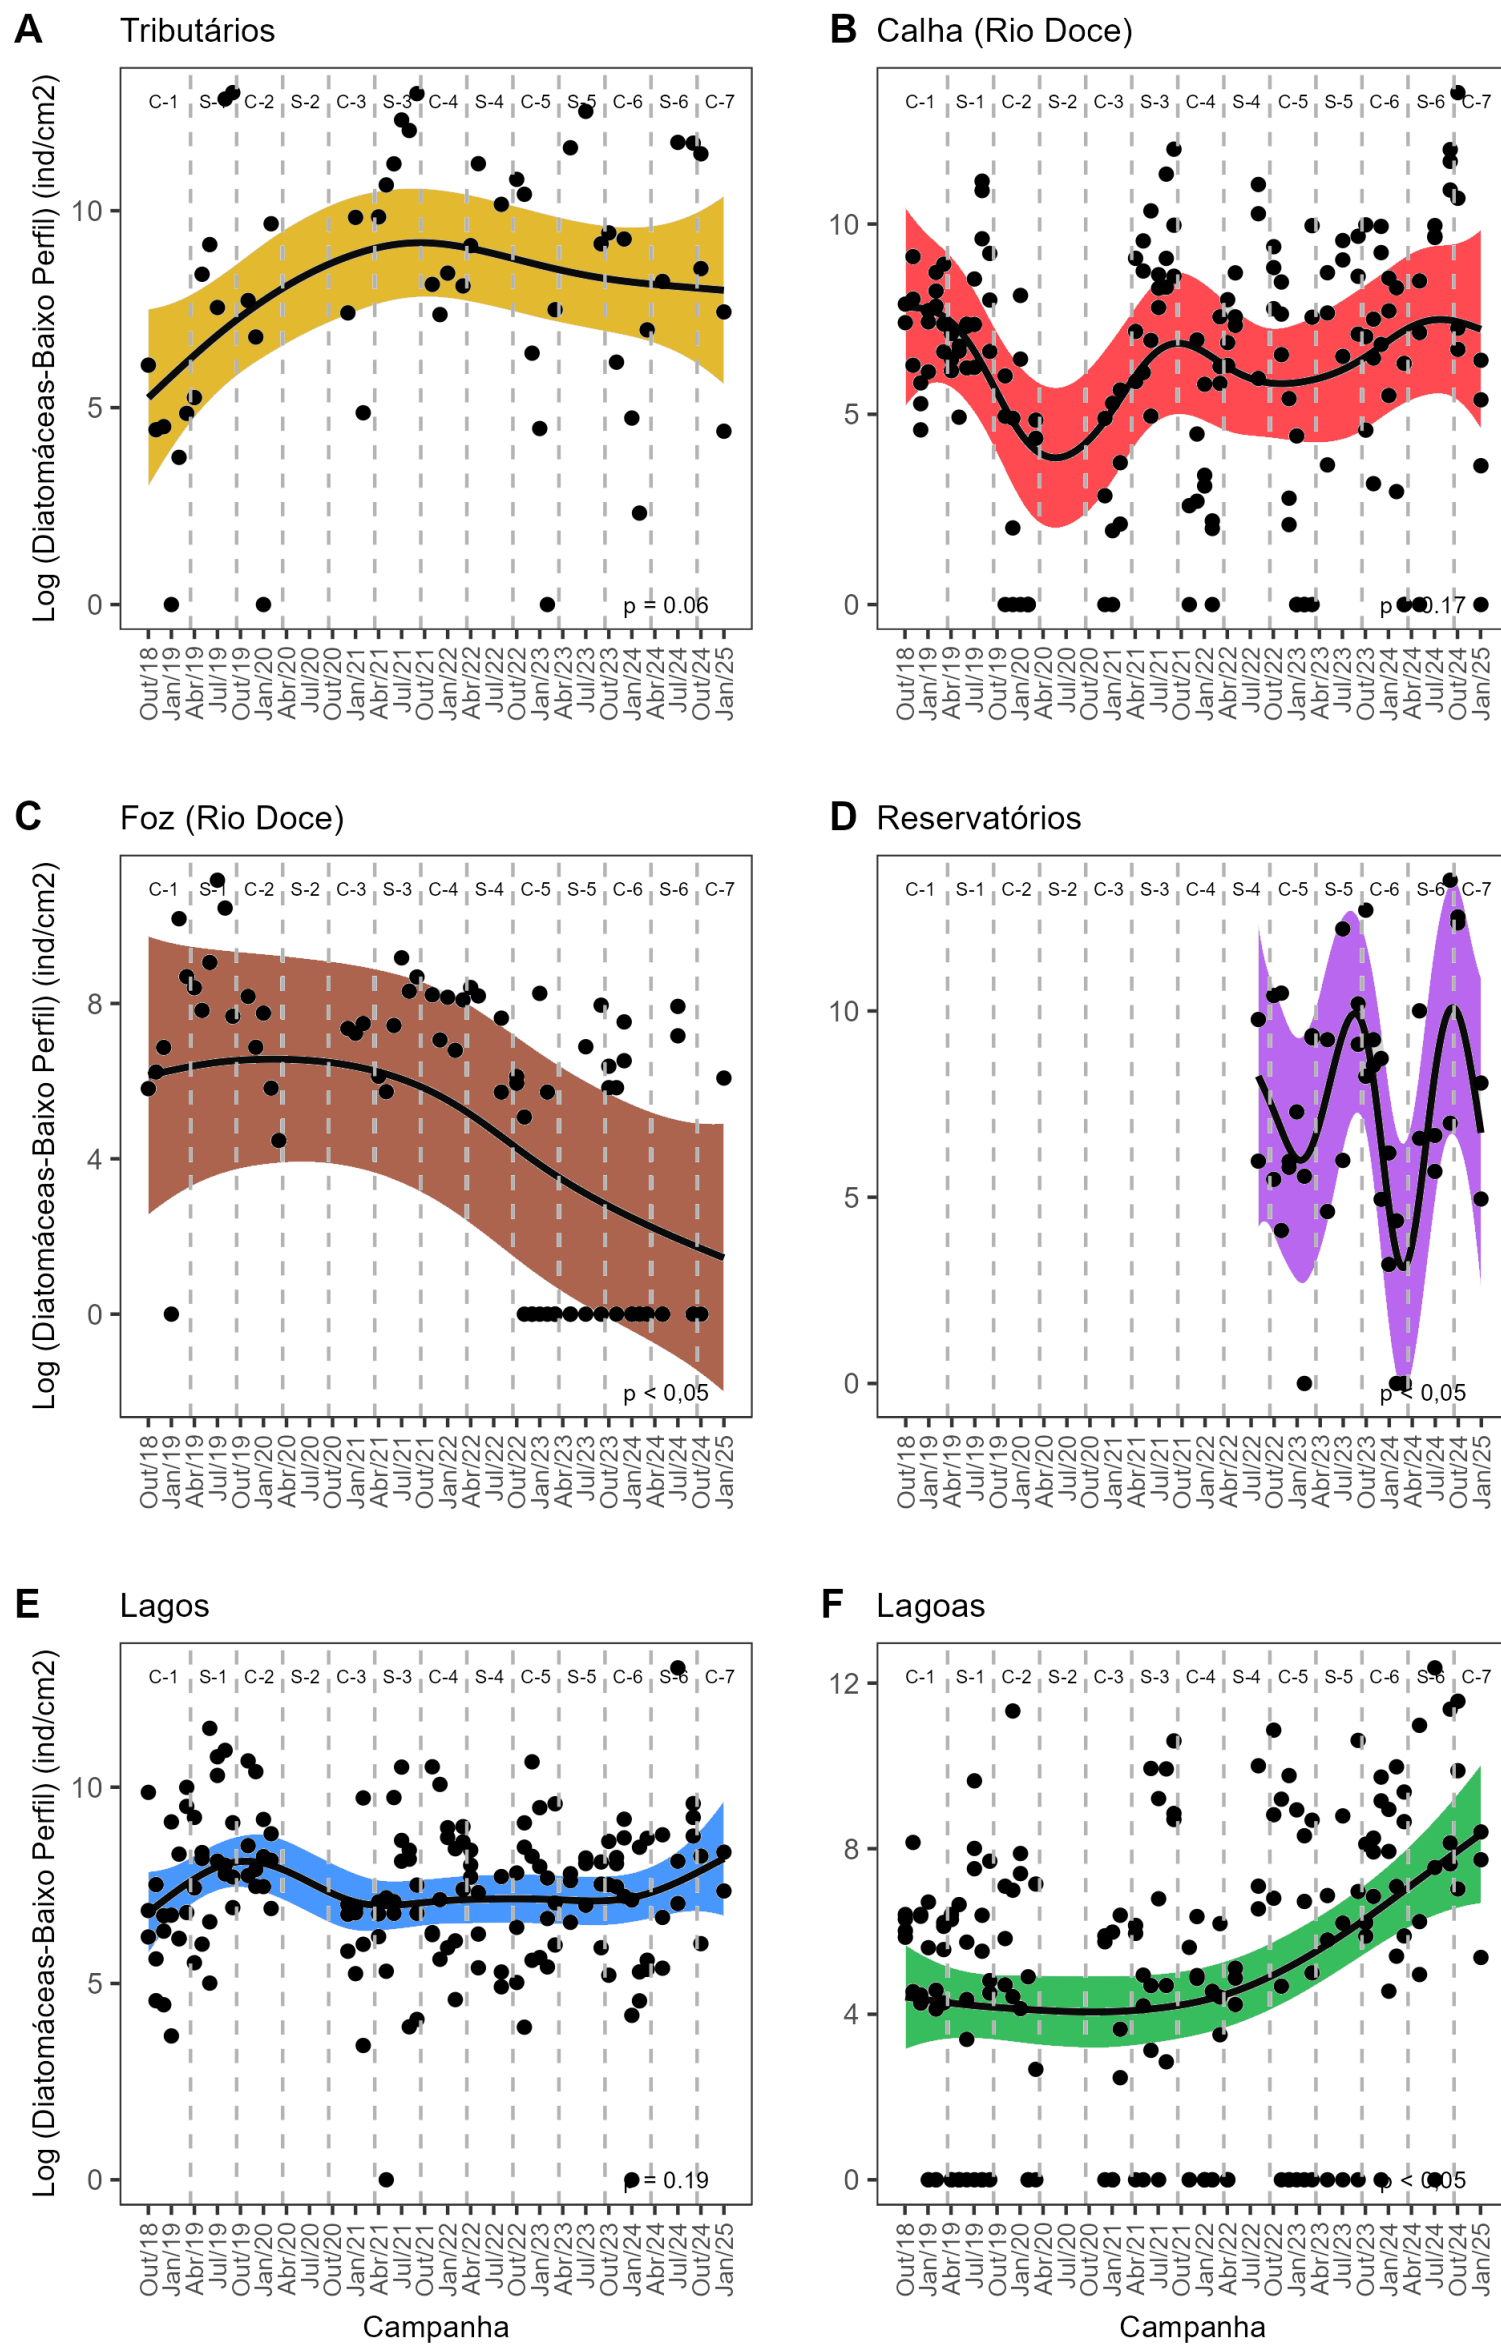 A Tributários
Log (Diatomáceas-Baixo Perfil) (ind/cm2)
C-1 S-1 C-2 S-2 C-3 S-3 C-4 S-4 C-5 S-5 C-6 S-6 C-7
10
5
0
p = 0.06
Out/18 Jan/19 Abr/19 Jul/19 Out/19 Jan/20 Abr/20 Jul/20 Out/20 Jan/21 Abr/21 Jul/21 Out/21 Jan/22 Abr/22 Jul/22 Out/22 Jan/23 Abr/23 Jul/23 Out/23 Jan/24 Abr/24 Jul/24 Out/24 Jan/25
B Calha (Rio Doce)
C-1 S-1 C-2 S-2 C-3 S-3 C-4 S-4 C-5 S-5 C-6 S-6 C-7
10
5
0
p 0.17
Out/18 Jan/19 Abr/19 Jul/19 Out/19 Jan/20 Abr/20 Jul/20 Out/20 Jan/21 Abr/21 Jul/21 Out/21 Jan/22 Abr/22 Jul/22 Out/22 Jan/23 Abr/23 Jul/23 Out/23 Jan/24 Abr/24 Jul/24 Out/24 Jan/25
C Foz (Rio Doce)
Log (Diatomáceas-Baixo Perfil) (ind/cm2)
C-1 S-1 C-2 S-2 C-3 S-3 C-4 S-4 C-5 S-5 C-6 S-6 C-7
8
4
0
p < 0,05
Out/18 Jan/19 Abr/19 Jul/19 Out/19 Jan/20 Abr/20 Jul/20 Out/20 Jan/21 Abr/21 Jul/21 Out/21 Jan/22 Abr/22 Jul/22 Out/22 Jan/23 Abr/23 Jul/23 Out/23 Jan/24 Abr/24 Jul/24 Out/24 Jan/25
D Reservatórios
C-1 S-1 C-2 S-2 C-3 S-3 C-4 S-4 C-5 S-5 C-6 S-6 C-7
10
5
0
p < 0,05
Out/18 Jan/19 Abr/19 Jul/19 Out/19 Jan/20 Abr/20 Jul/20 Out/20 Jan/21 Abr/21 Jul/21 Out/21 Jan/22 Abr/22 Jul/22 Out/22 Jan/23 Abr/23 Jul/23 Out/23 Jan/24 Abr/24 Jul/24 Out/24 Jan/25
E Lagos
Log (Diatomáceas-Baixo Perfil) (ind/cm2)
C-1 S-1 C-2 S-2 C-3 S-3 C-4 S-4 C-5 S-5 C-6 S-6 C-7
10
5
0
p = 0.19
Out/18 Jan/19 Abr/19 Jul/19 Out/19 Jan/20 Abr/20 Jul/20 Out/20 Jan/21 Abr/21 Jul/21 Out/21 Jan/22 Abr/22 Jul/22 Out/22 Jan/23 Abr/23 Jul/23 Out/23 Jan/24 Abr/24 Jul/24 Out/24 Jan/25
Campanha
F Lagoas
C-1 S-1 C-2 S-2 C-3 S-3 C-4 S-4 C-5 S-5 C-6 S-6 C-7
12
8
4
0
p < 0,05
Out/18 Jan/19 Abr/19 Jul/19 Out/19 Jan/20 Abr/20 Jul/20 Out/20 Jan/21 Abr/21 Jul/21 Out/21 Jan/22 Abr/22 Jul/22 Out/22 Jan/23 Abr/23 Jul/23 Out/23 Jan/24 Abr/24 Jul/24 Out/24 Jan/25
Campanha